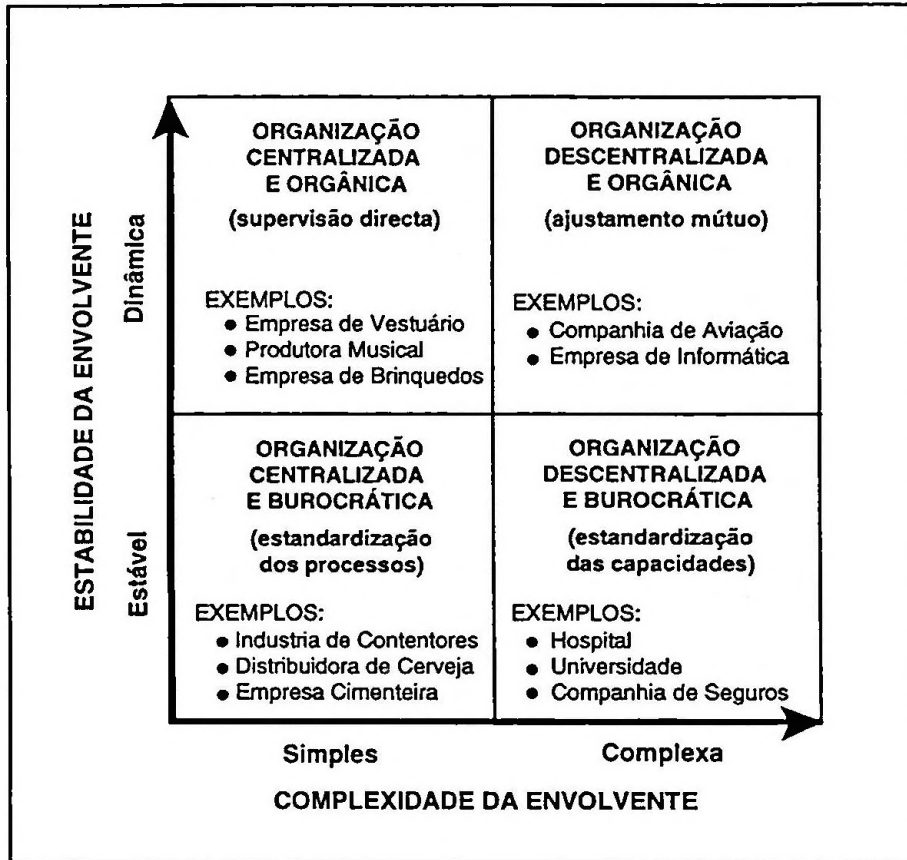 ESTABILIDADE DA ENVOLVENTE
Dinâmica
Estável
ORGANIZAÇÃO
CENTRALIZADA
E ORGÂNICA
(supervisão directa)
EXEMPLOS:
● Empresa de Vestuário
● Produtora Musical
● Empresa de Brinquedos
ORGANIZAÇÃO
DESCENTRALIZADA
E ORGÂNICA
(ajustamento mútuo)
EXEMPLOS:
● Companhia de Aviação
● Empresa de Informática
ORGANIZAÇÃO
CENTRALIZADA
E BUROCRÁTICA
(estandardização
dos processos)
EXEMPLOS:
● Industria de Contentores
● Distribuidora de Cerveja
● Empresa Cimenteira
ORGANIZAÇÃO
DESCENTRALIZADA
E BUROCRÁTICA
(estandardização
das capacidades)
EXEMPLOS:
● Hospital
● Universidade
● Companhia de Seguros
Simples
Complexa
COMPLEXIDADE DA ENVOLVENTE